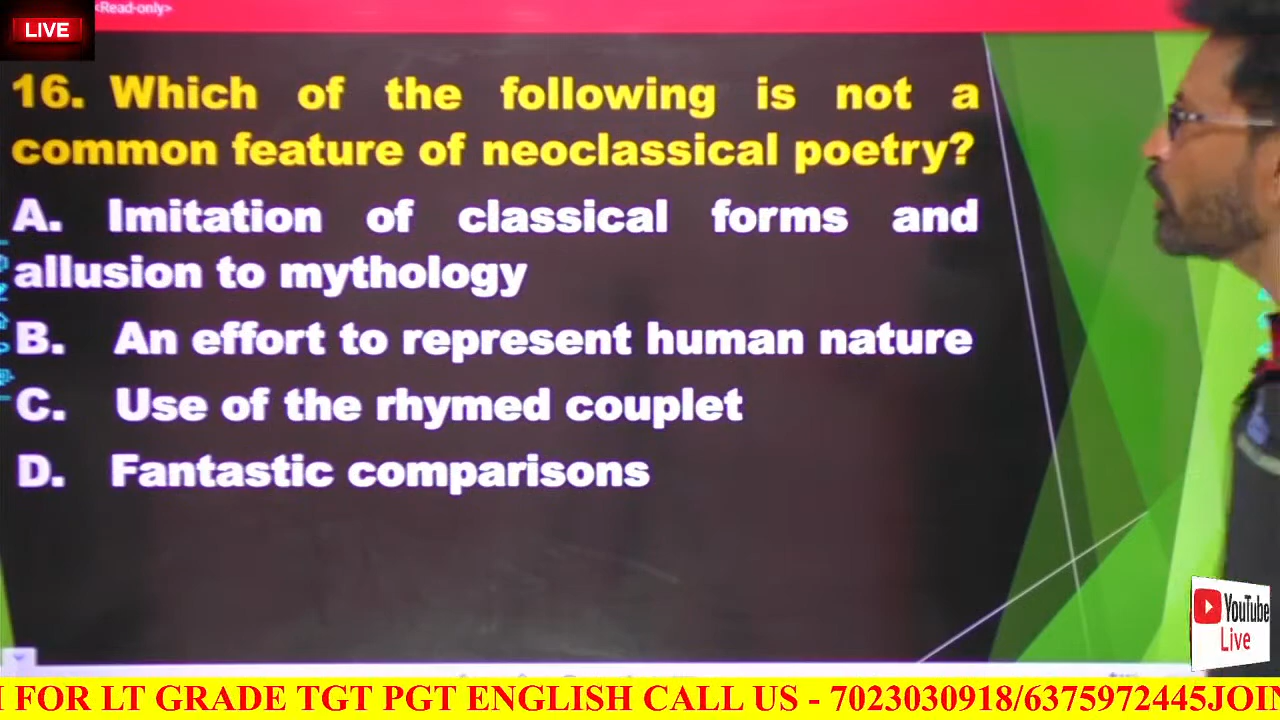 <Read-only>
LIVE
16. Which of the following is not a
common feature of neoclassical poetry?
A. Imitation of classical forms and
allusion to mythology
B. An effort to represent human nature
C. Use of the rhymed couplet
D. Fantastic comparisons
YouTube
Live
FOR LT GRADE TGT PGT ENGLISH CALL US - 7023030918/6375972445JOIN